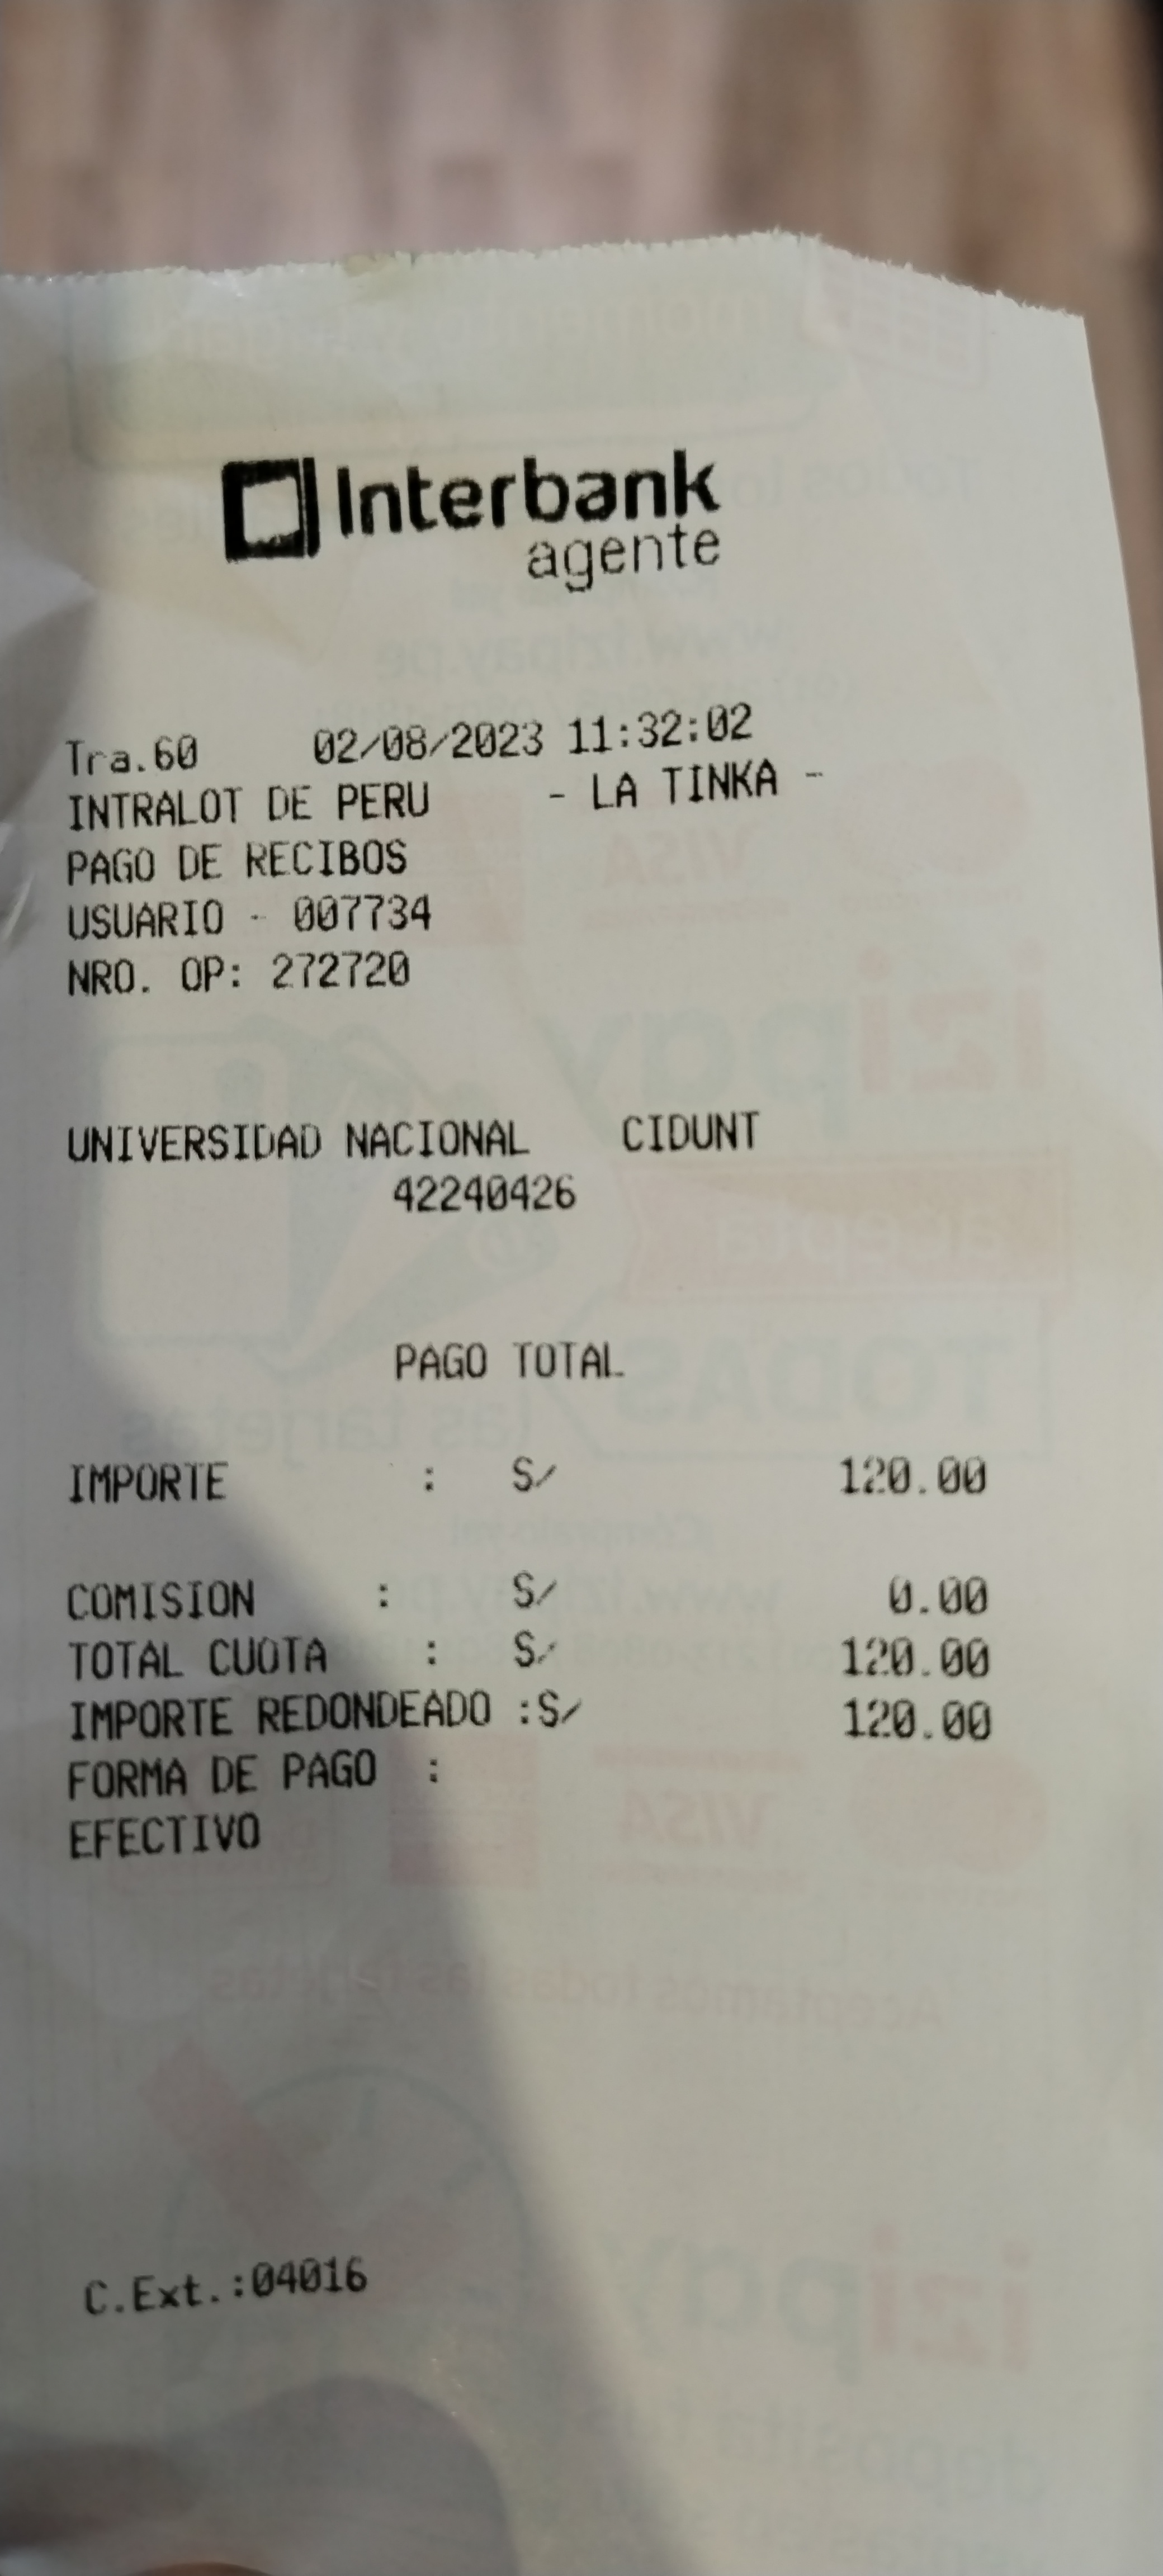 Interbank
agente
Tra.60 02/08/2023 11:32:02
INTRALOT DE PERU - LA TINKA -
PAGO DE RECIBOS
USUARIO - 007734
NRO. OP: 272720
UNIVERSIDAD NACIONAL CIDUNT
42240426
PAGO TOTAL
IMPORTE : S/ 120.00
COMISION : S/ 0.00
TOTAL CUOTA : S/ 120.00
IMPORTE REDONDEADO :S/ 120.00
FORMA DE PAGO :
EFECTIVO
C.Ext.:04016